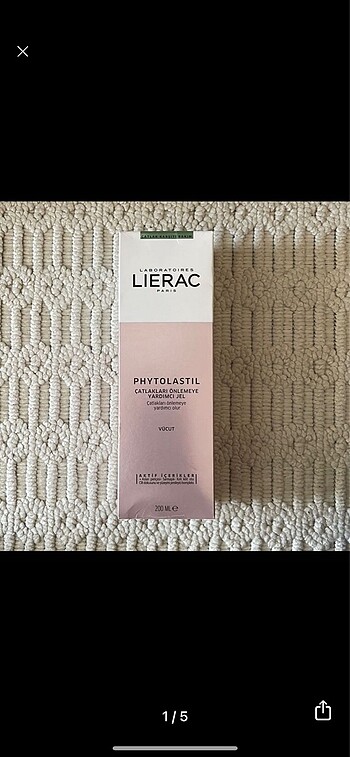 LABORATOIRES
LIERAC
PARIS
PHYTOLASTIL
ÇATLAKLARI ÖNLEMEYE
YARDIMCI JEL
Çatlakları önlemeye
yardımcı olur
VÜCUT
AKTİF İÇERİKLER
200 ML ℮
1/5